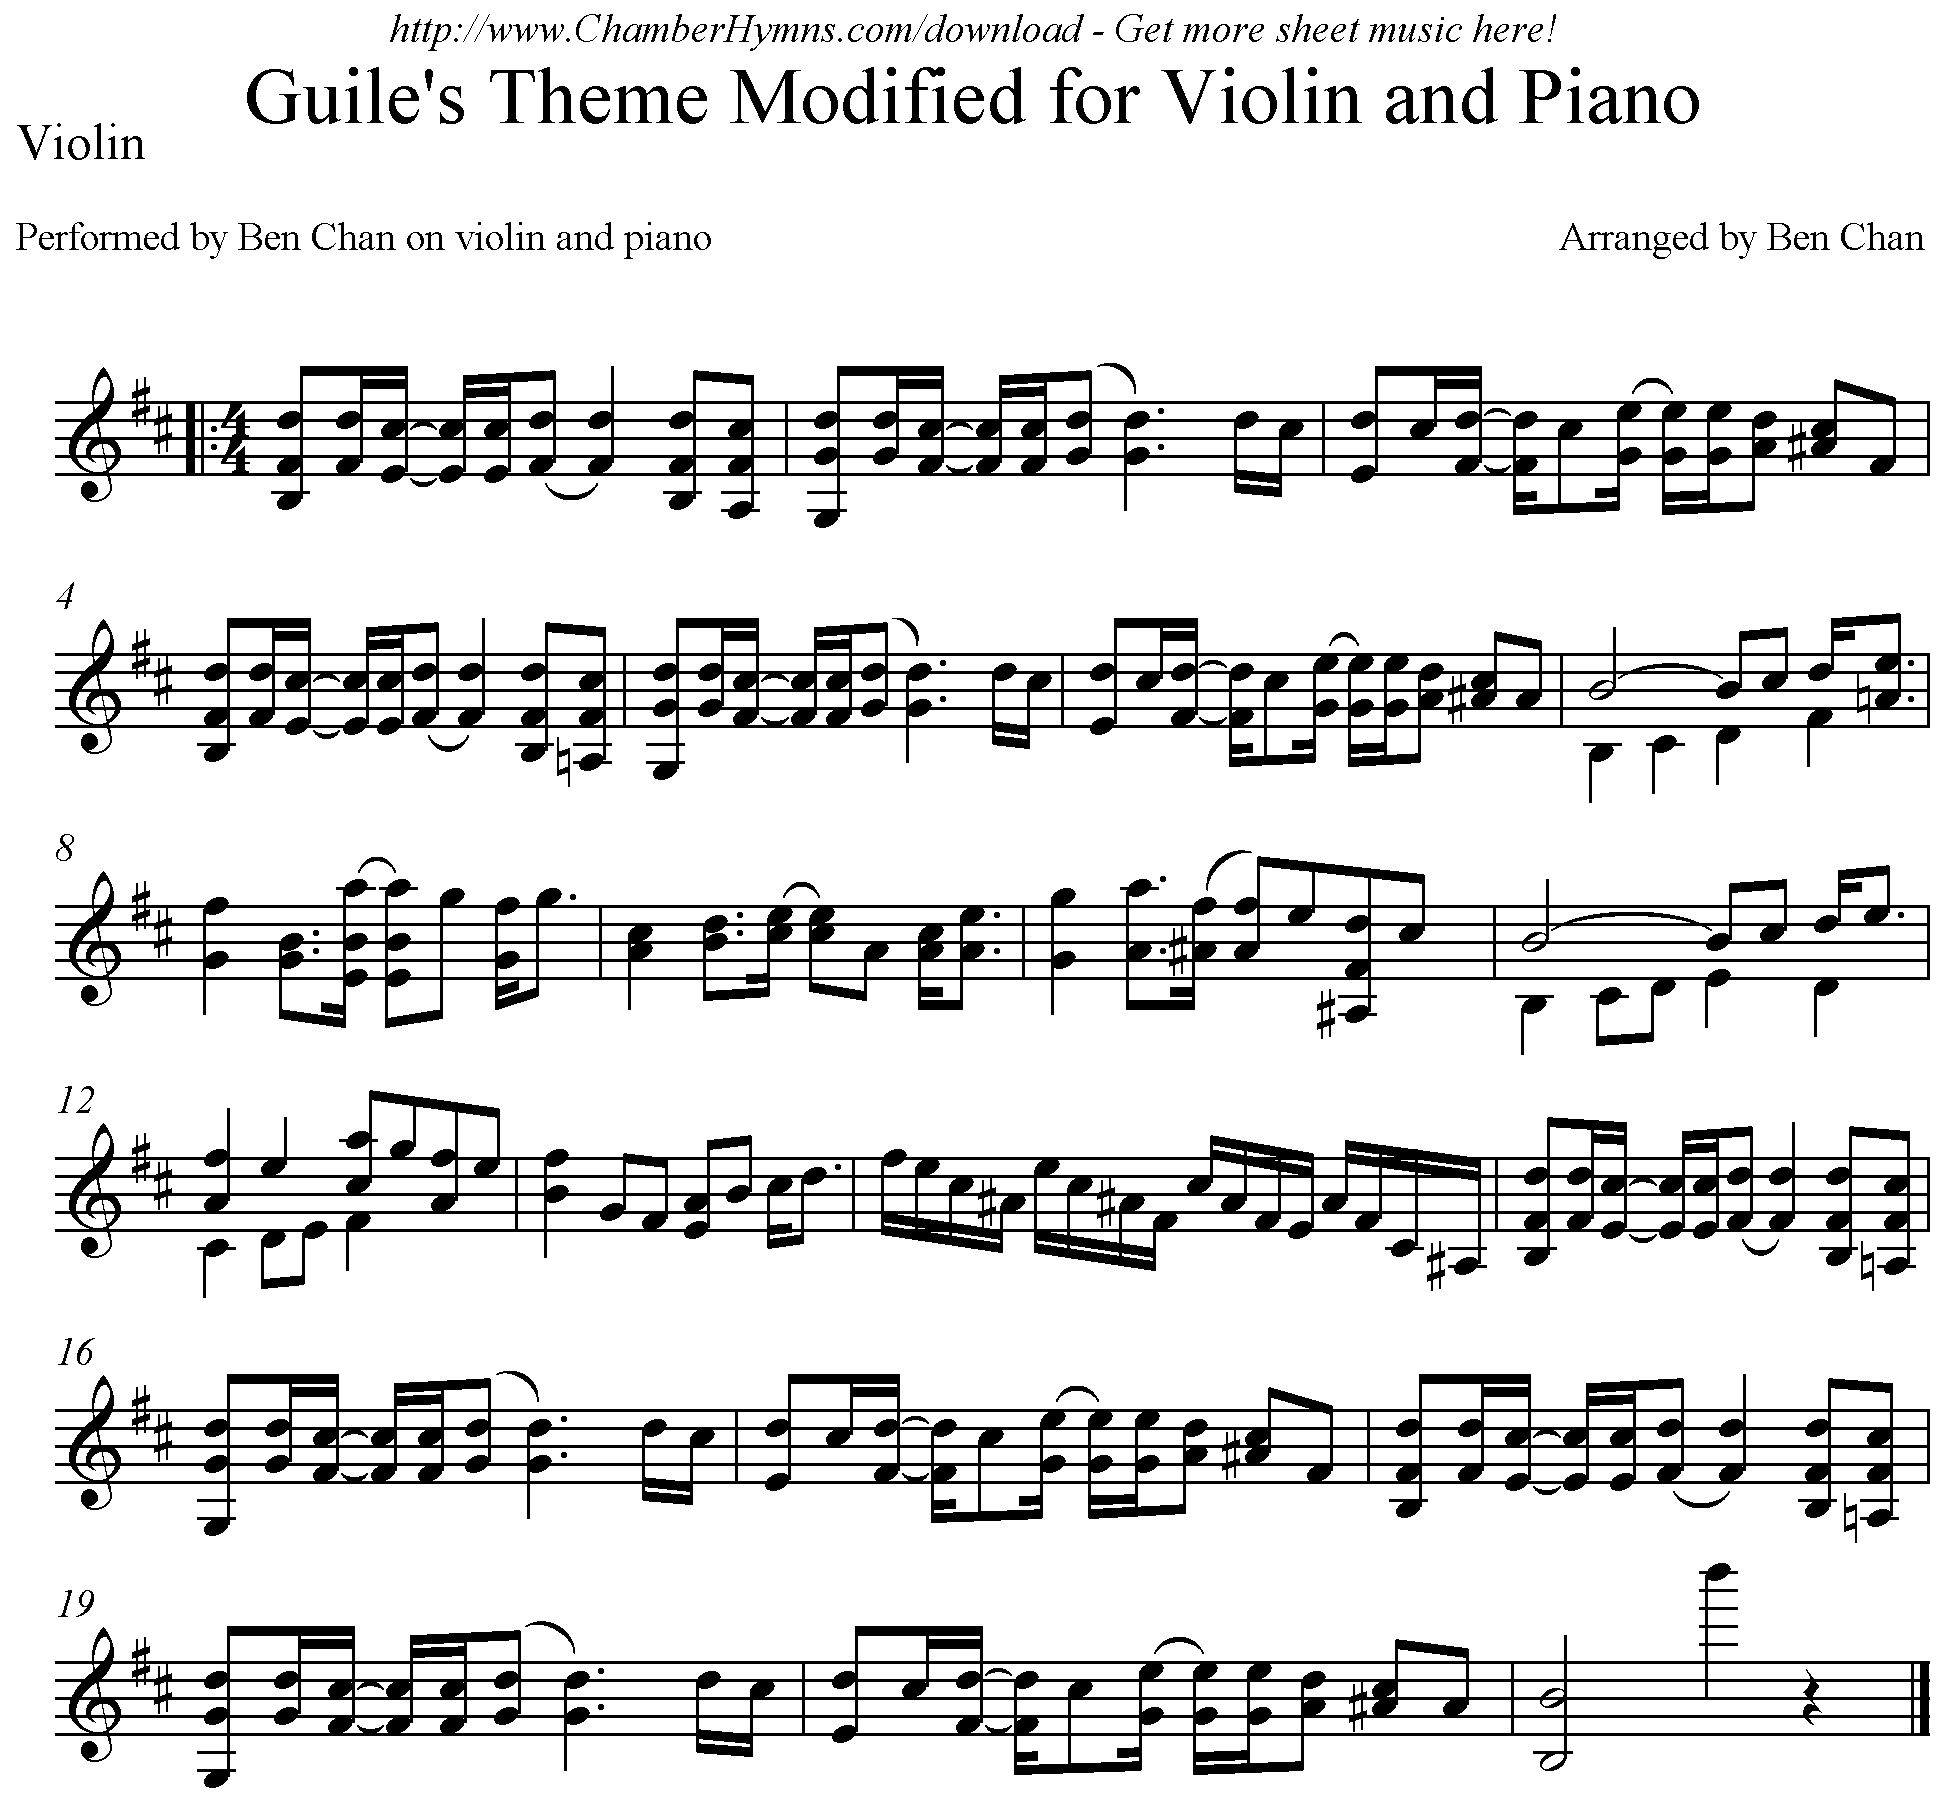 http://www.ChamberHymns.com/download - Get more sheet music here!
Guile's Theme Modified for Violin and Piano
Violin
Performed by Ben Chan on violin and piano
Arranged by Ben Chan
4
4
4
8
12
16
19